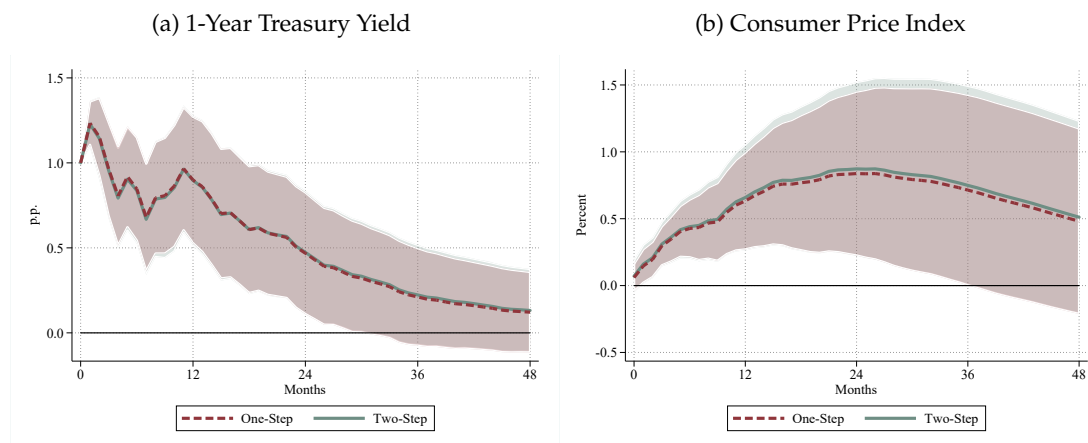 (a) 1-Year Treasury Yield
1.5
1.0
p.p.
0.5
0.0
0
12
24
36
48
Months
One-Step
Two-Step
(b) Consumer Price Index
1.5
1.0
Percent
0.5
0.0
-0.5
0
12
24
36
48
Months
One-Step
Two-Step